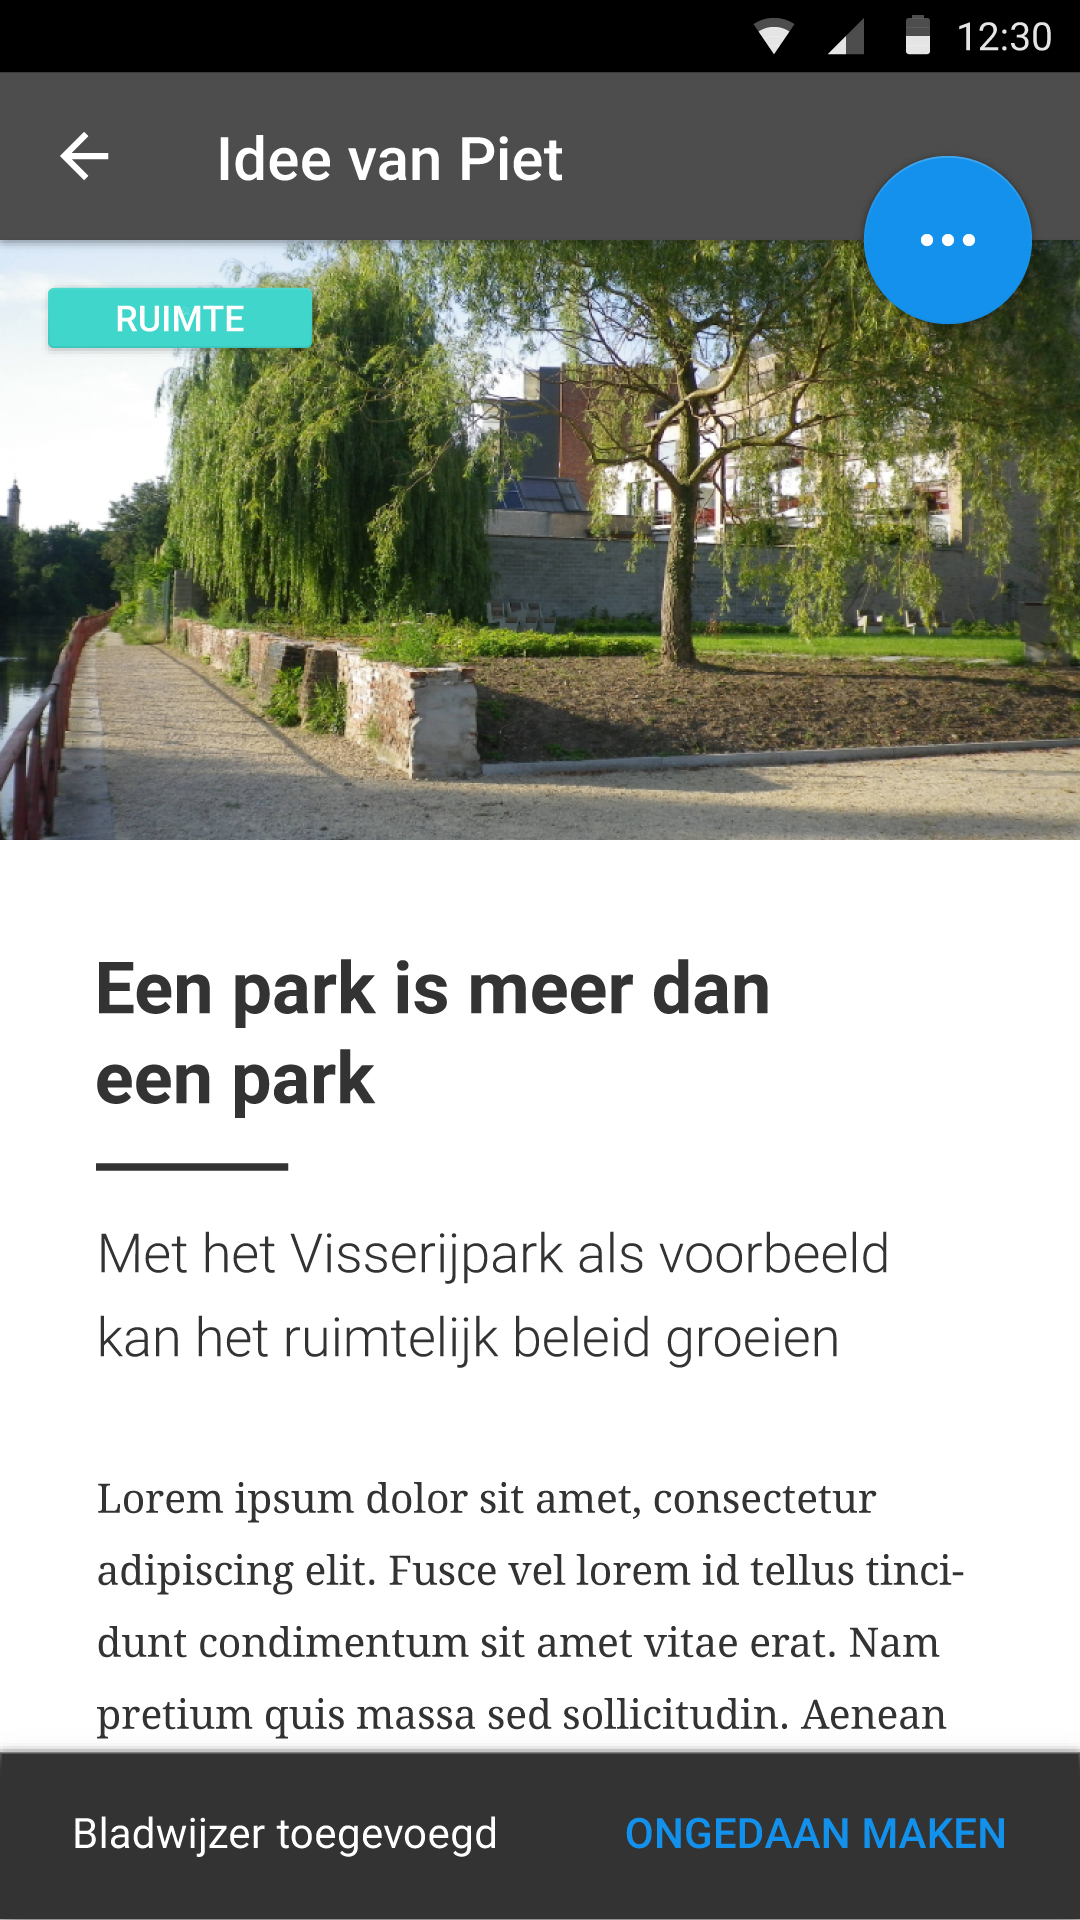 12:30
Idee van Piet
RUIMTE
Een park is meer dan
een park
Met het Visserijpark als voorbeeld
kan het ruimtelijk beleid groeien
Lorem ipsum dolor sit amet, consectetur
adipiscing elit. Fusce vel lorem id tellus tinci-
dunt condimentum sit amet vitae erat. Nam
pretium quis massa sed sollicitudin. Aenean
Bladwijzer toegevoegd
ONGEDAAN MAKEN